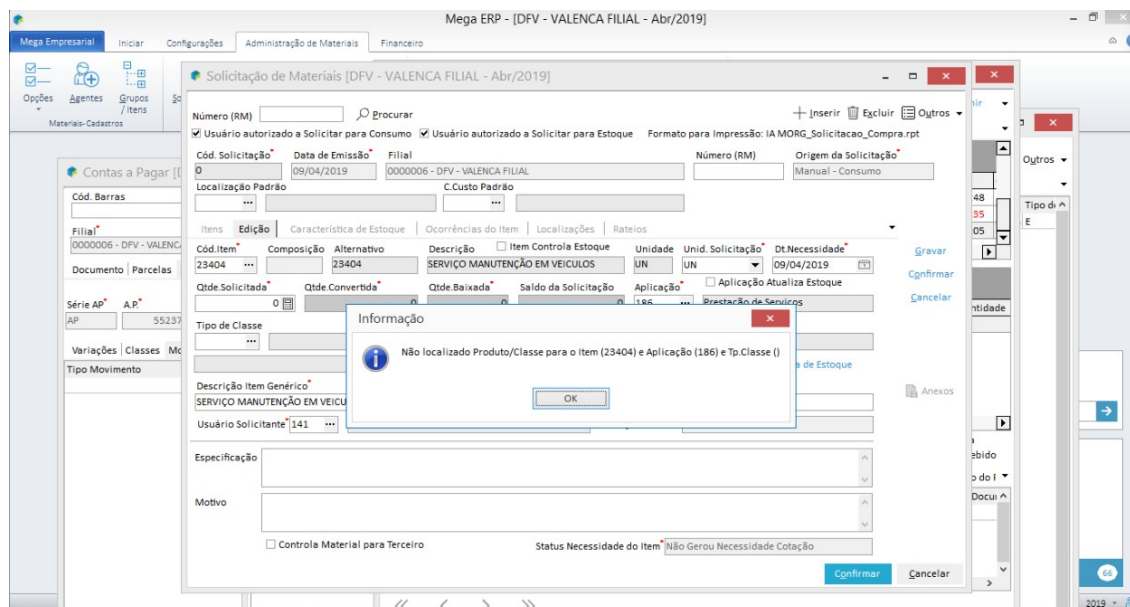 Mega ERP - [DFV - VALENCA FILIAL - Abr/2019]
Mega Empresarial Iniciar Configurações Administração de Materiais Financeiro
Opções Agentes Grupos / Itens
Materiais-Cadastros
Solicitação de Materiais [DFV - VALENCA FILIAL - Abr/2019]
Número (RM) Procurar Inserir Excluir Outros
Usuário autorizado a Solicitar para Consumo Usuário autorizado a Solicitar para Estoque Formato para Impressão: IA MORG_Solicitacao_Compra.rpt
Cód. Solicitação* Data de Emissão* Filial Número (RM) Origem da Solicitação*
0 09/04/2019 0000006 - DFV - VALENCA FILIAL Manual - Consumo
Localização Padrão C.Custo Padrão
... ...
Itens Edição Característica de Estoque Ocorrências do Item Localizações Rateios
Cód.Item* Composição Alternativo Descrição Item Controla Estoque Unidade Unid. Solicitação* Dt.Necessidade*
23404 ... 23404 SERVIÇO MANUTENÇÃO EM VEICULOS UN UN 09/04/2019
Gravar
Confirmar
Cancelar
Qtde.Solicitada* Qtde.Convertida* Qtde.Baixada* Saldo da Solicitação Aplicação* Aplicação Atualiza Estoque
0 0 0 0 186 ... Prestação de Serviços
Tipo de Classe
...
Informação
Não localizado Produto/Classe para o Item (23404) e Aplicação (186) e Tp.Classe ()
OK
a de Estoque
Descrição Item Genérico*
SERVIÇO MANUTENÇÃO EM VEICU
Anexos
Usuário Solicitante* 141 ...
Especificação
Motivo
Controla Material para Terceiro Status Necessidade do Item* Não Gerou Necessidade Cotação
Confirmar Cancelar
Contas a Pagar [D
Cód. Barras
Filial*
0000006 - DFV - VALENC
Documento Parcelas
Série AP* A.P.*
AP 55237
Variações Classes Mo
Tipo Movimento
48
35
05
ntidade
ebido
o do F
Docu
Outros
Tipo d
E
66
2019